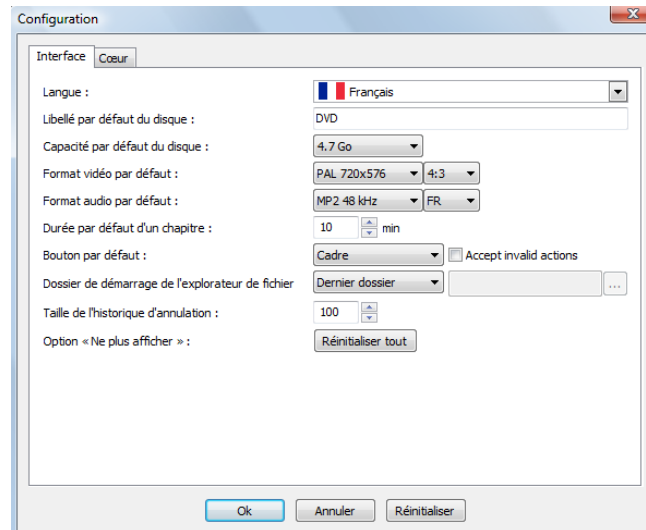 Configuration
Interface Cœur
Langue : Français
Libellé par défaut du disque : DVD
Capacité par défaut du disque : 4.7 Go
Format vidéo par défaut : PAL 720x576 4:3
Format audio par défaut : MP2 48 kHz FR
Durée par défaut d'un chapitre : 10 min
Bouton par défaut : Cadre Accept invalid actions
Dossier de démarrage de l'explorateur de fichier Dernier dossier ...
Taille de l'historique d'annulation : 100
Option « Ne plus afficher » : Réinitialiser tout
Ok Annuler Réinitialiser